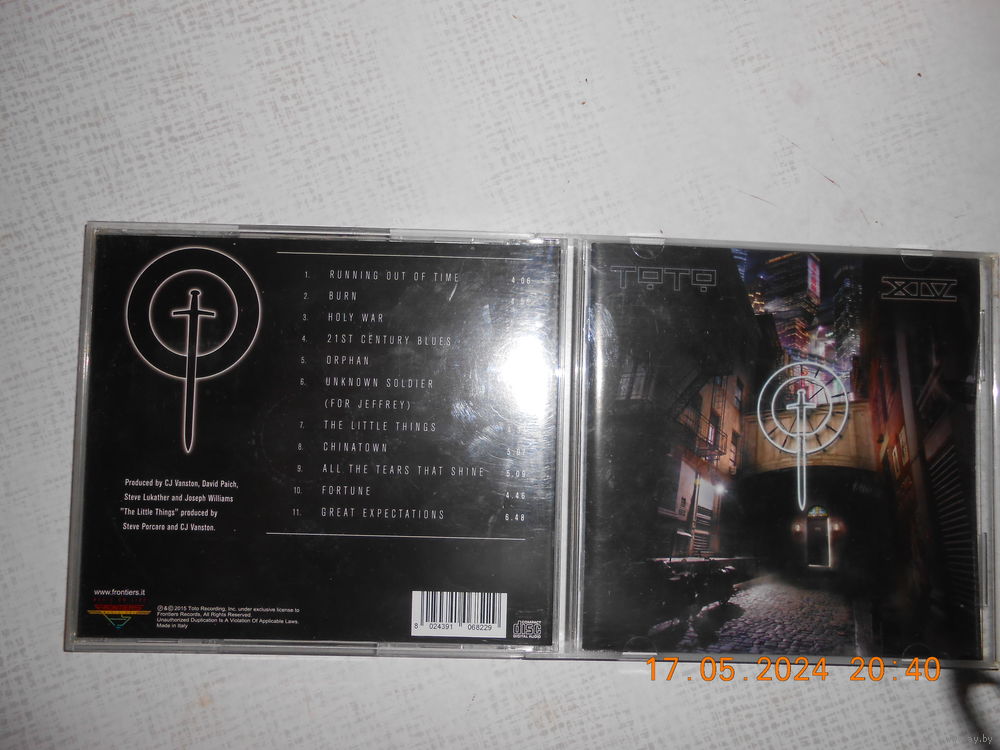 1. RUNNING OUT OF TIME 4.06
2. BURN
3. HOLY WAR
4. 21ST CENTURY BLUES
5. ORPHAN
6. UNKNOWN SOLDIER
(FOR JEFFREY)
7. THE LITTLE THINGS
8. CHINATOWN 5.07
9. ALL THE TEARS THAT SHINE 5.09
10. FORTUNE 4.46
11. GREAT EXPECTATIONS 6.48
Produced by CJ Vanston, David Paich,
Steve Lukather and Joseph Williams
"The Little Things" produced by
Steve Porcaro and CJ Vanston.
www.frontiers.it
℗&© 2015 Toto Recording, Inc. under exclusive license to
Frontiers Records, All Rights Reserved.
Unauthorized Duplication Is A Violation Of Applicable Laws.
Made in Italy
8 024391 068229
COMPACT
disc
DIGITAL AUDIO
TOTO
XIV
17.05.2024 20:40